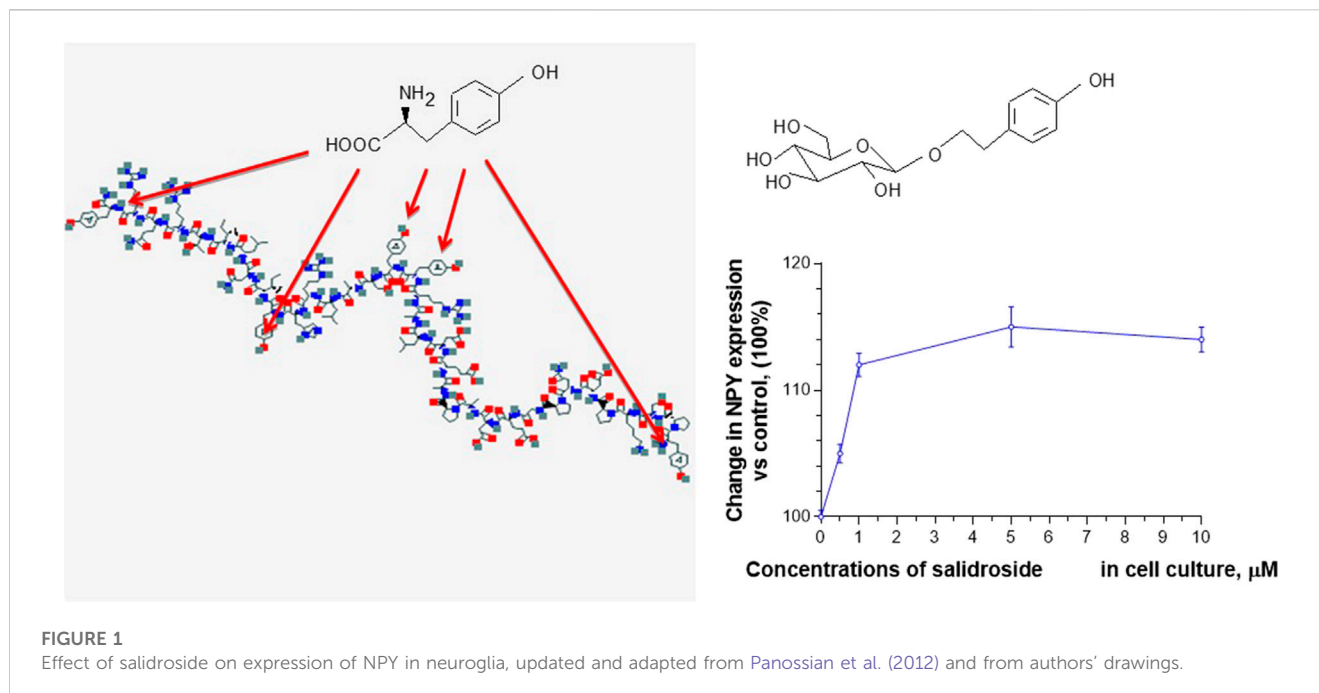 OH
NH2
HOOC
OH
HO
O
HO
O
HO
OH
120
110
100
Change in NPY expression
vs control, (100%)
0 1 2 3 4 5 6 7 8 9 10
Concentrations of salidroside in cell culture, μM
FIGURE 1
Effect of salidroside on expression of NPY in neuroglia, updated and adapted from Panossian et al. (2012) and from authors’ drawings.